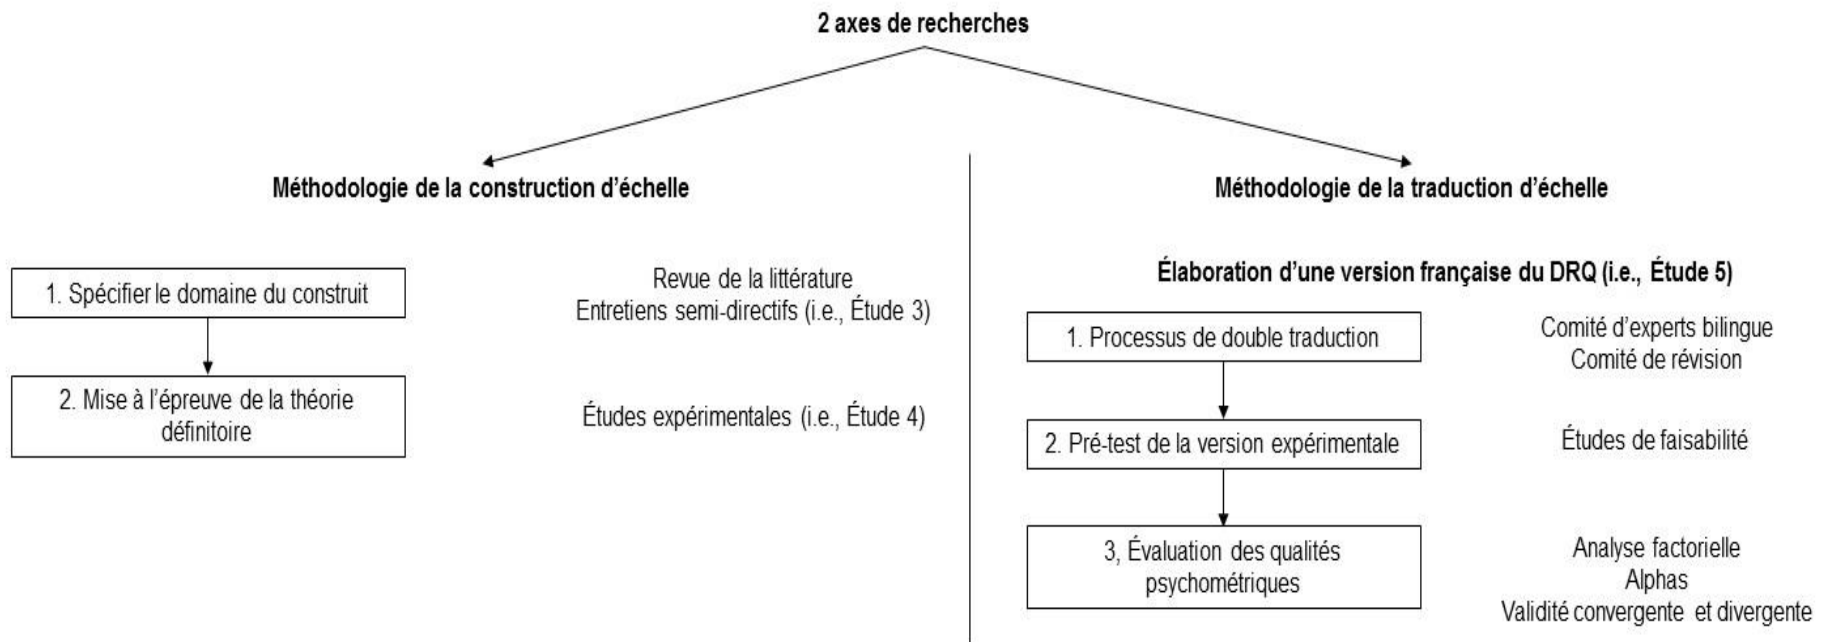 2 axes de recherches
Méthodologie de la construction d’échelle
1. Spécifier le domaine du construit
Revue de la littérature
Entretiens semi-directifs (i.e., Étude 3)
2. Mise à l’épreuve de la théorie
définitoire
Études expérimentales (i.e., Étude 4)
Méthodologie de la traduction d’échelle
Élaboration d’une version française du DRQ (i.e., Étude 5)
1. Processus de double traduction
Comité d’experts bilingue
Comité de révision
2. Pré-test de la version expérimentale
Études de faisabilité
3, Évaluation des qualités
psychométriques
Analyse factorielle
Alphas
Validité convergente et divergente